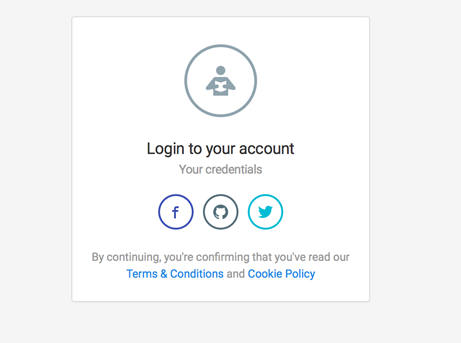 Login to your account
Your credentials
By continuing, you're confirming that you've read our
Terms & Conditions and Cookie Policy